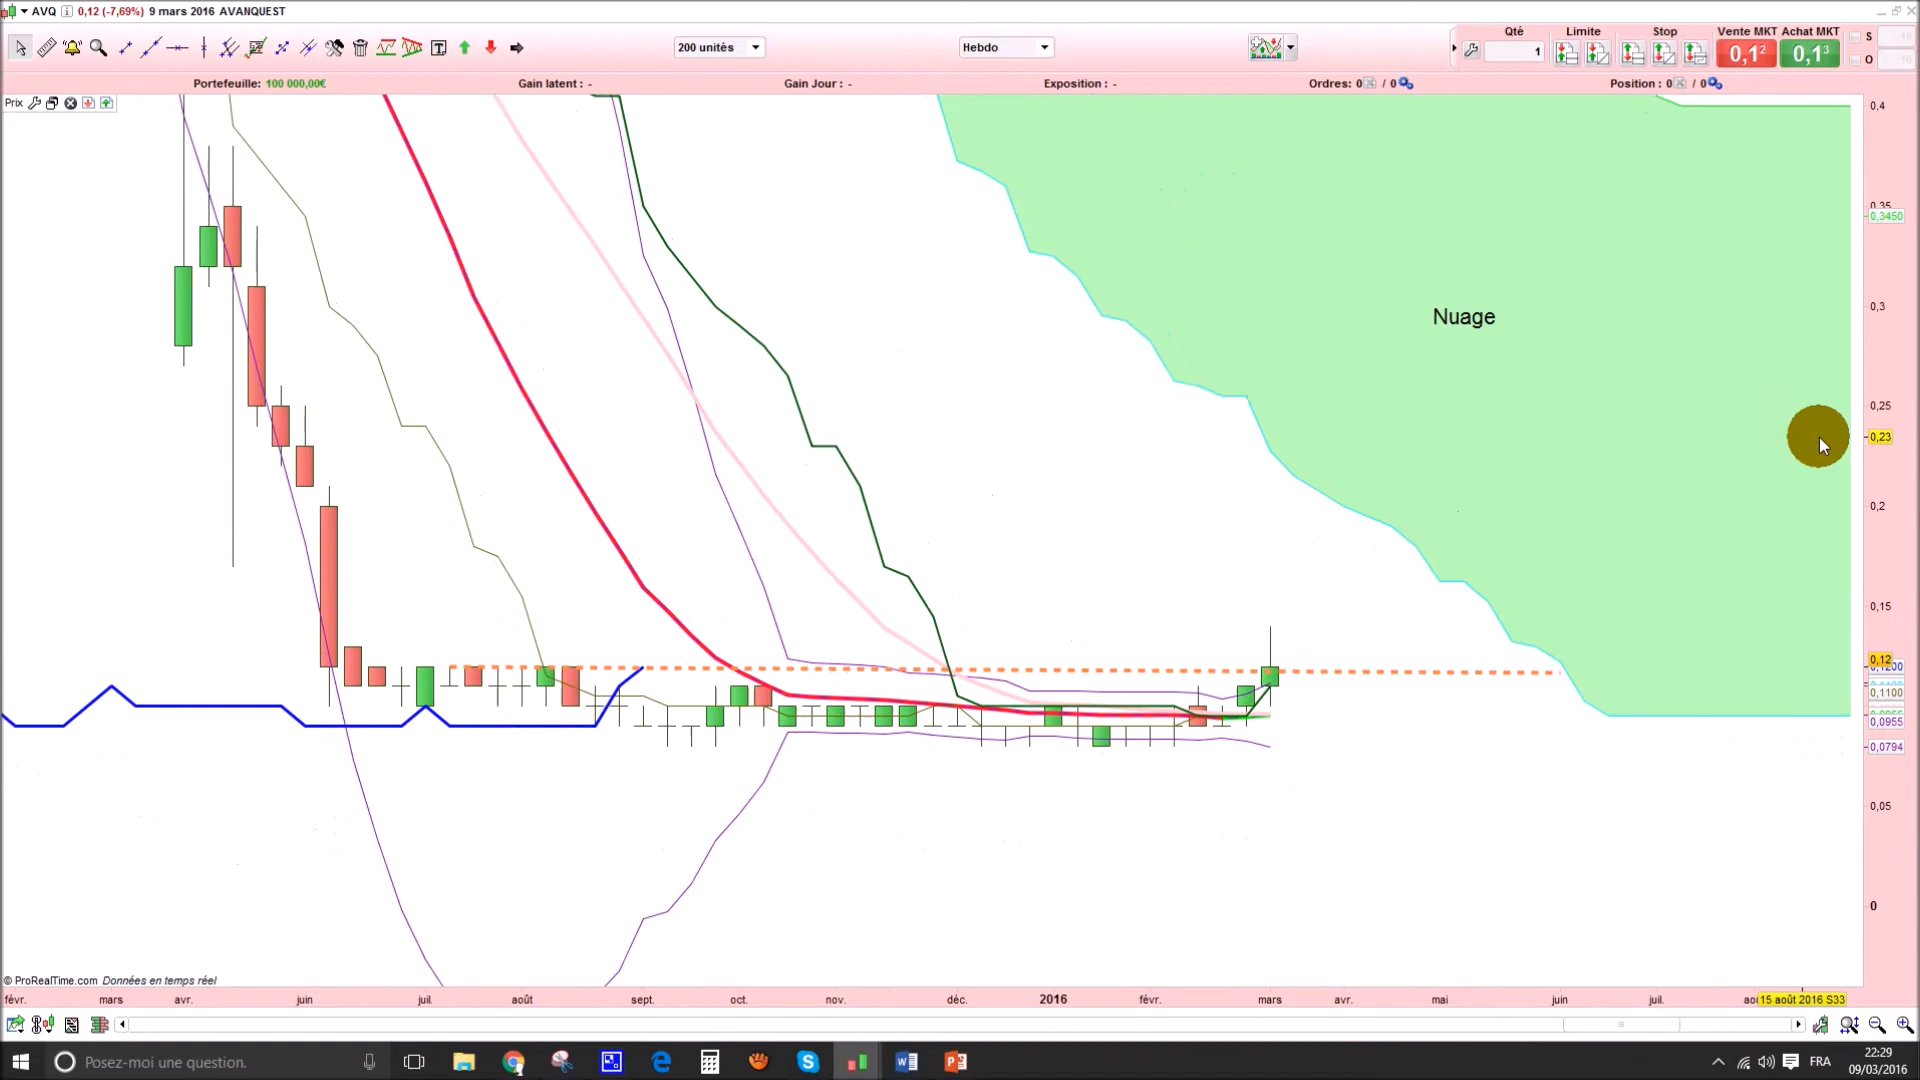 AVQ 0,12 (-7,69%) 9 mars 2016 AVANQUEST
200 unités
Hebdo
Qté
Limite
Stop
Vente MKT
Achat MKT
1
0,1²
0,1³
S
O
Portefeuille: 100 000,00€
Gain latent : -
Gain Jour : -
Exposition : -
Ordres: 0 / 0
Position : 0 / 0
Prix
0,4
0,35
0,3450
0,3
Nuage
0,25
0,23
0,2
0,15
0,12
0,1200
0,1100
0,0955
0,0794
0,05
0
© ProRealTime.com Données en temps réel
févr.
mars
avr.
juin
juil.
août
sept.
oct.
nov.
déc.
2016
févr.
mars
avr.
mai
juin
juil.
15 août 2016 S33
Posez-moi une question.
FRA
22:29
09/03/2016